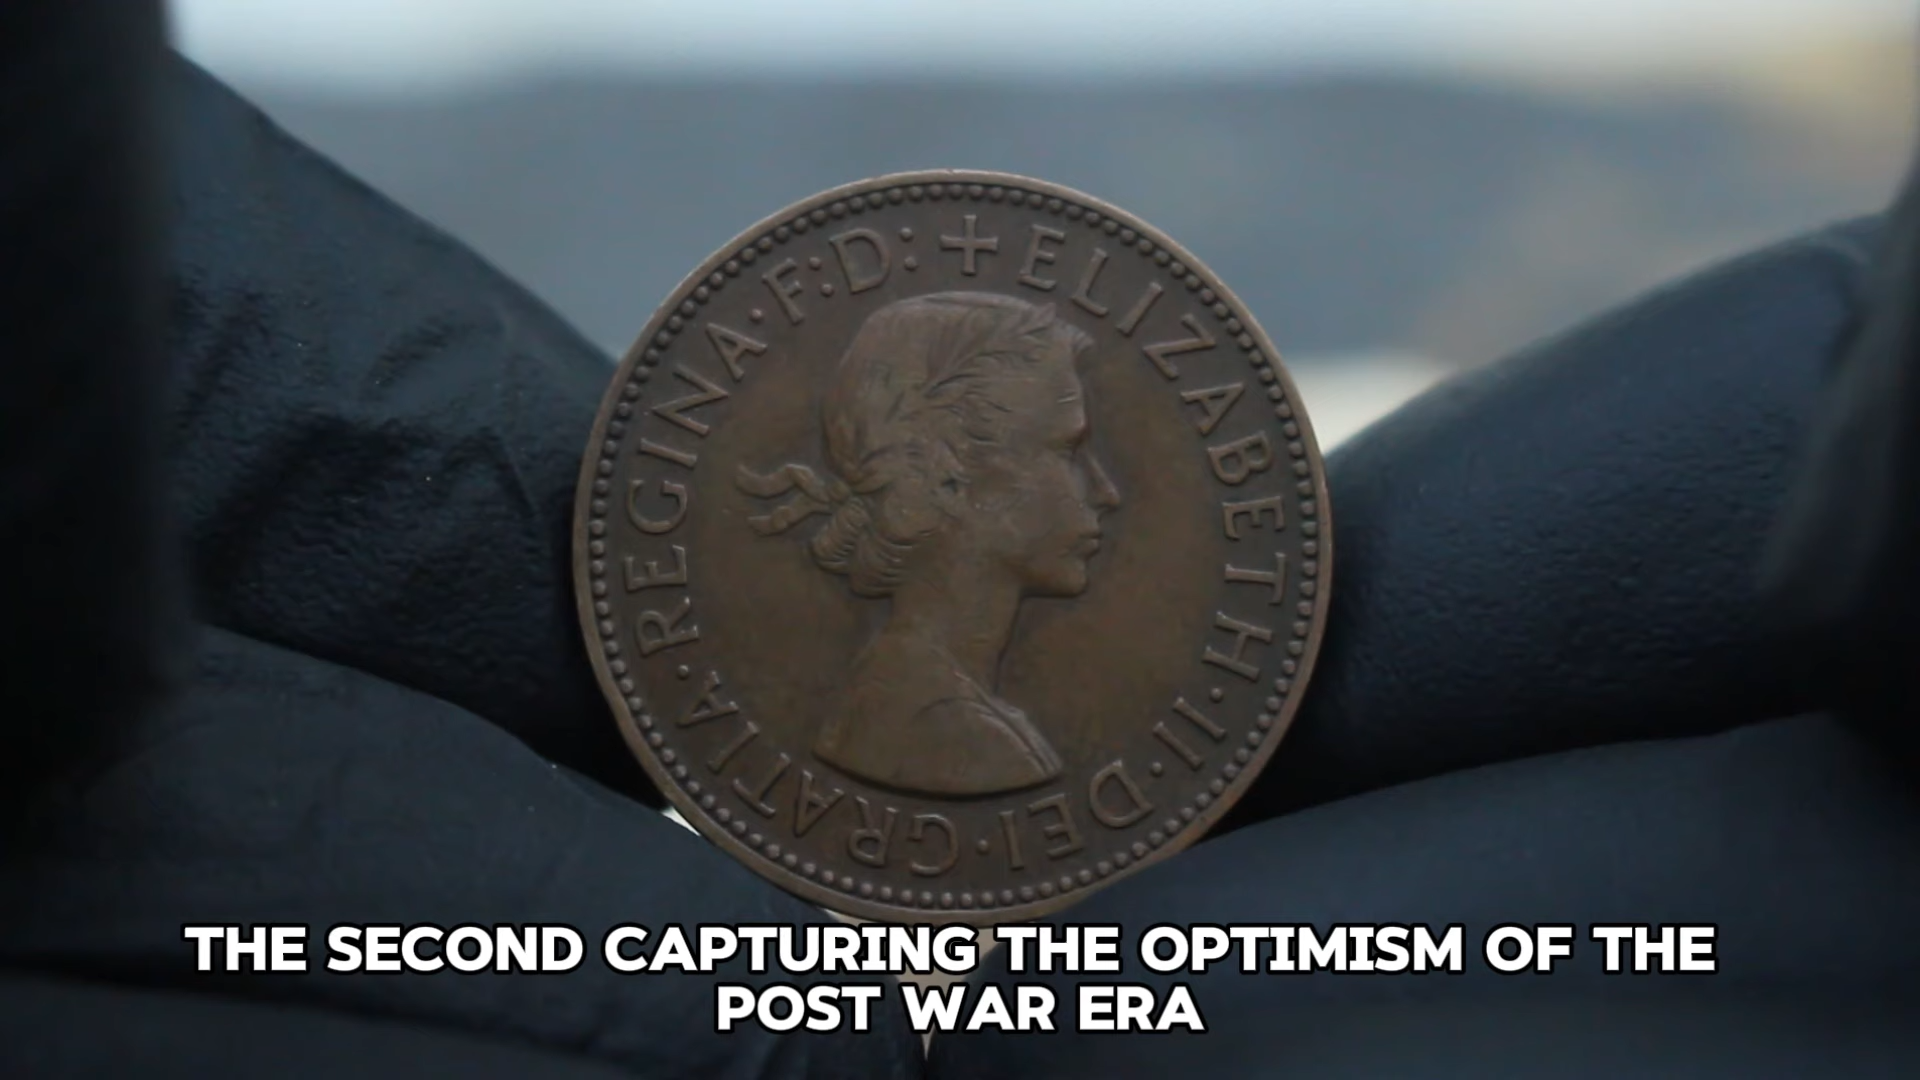 +ELIZABETH·II·DEI·GRATIA·REGINA·F:D:
THE SECOND CAPTURING THE OPTIMISM OF THE
POST WAR ERA